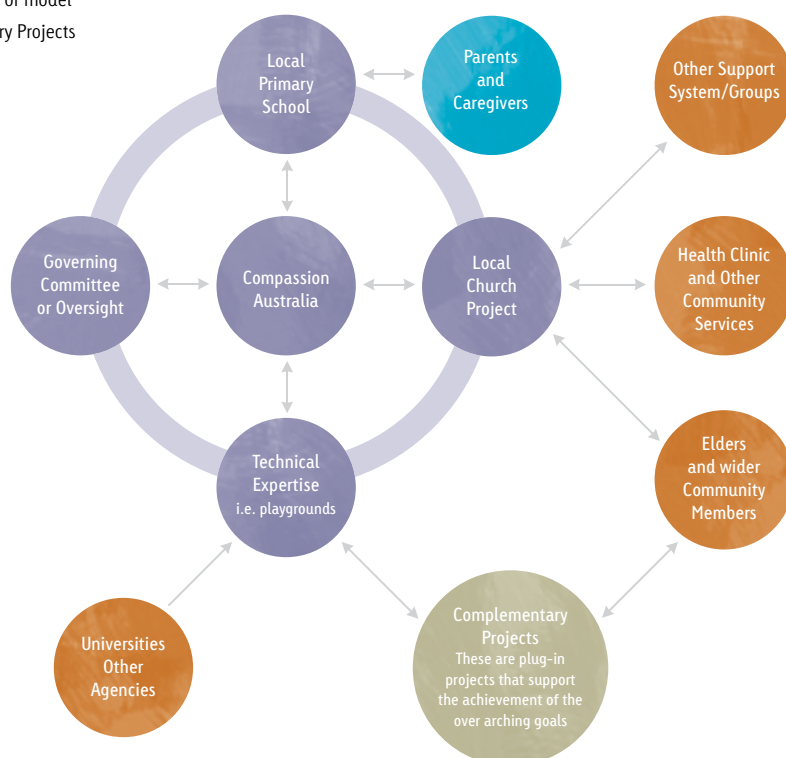 of model
ry Projects
Local
Primary
School
Parents
and
Caregivers
Other Support
System/Groups
Governing
Committee
or Oversight
Compassion
Australia
Local
Church
Project
Health Clinic
and Other
Community
Services
Technical
Expertise
i.e. playgrounds
Elders
and wider
Community
Members
Universities
Other
Agencies
Complementary
Projects
These are plug-in
projects that support
the achievement of the
over arching goals